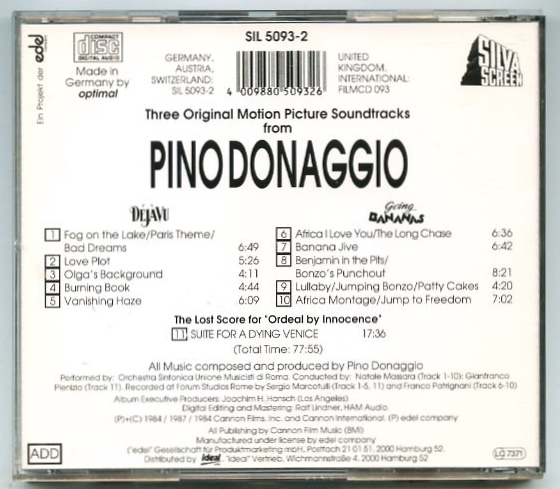 Ein Projekt der edel
COMPACT disc DIGITAL AUDIO
Made in
Germany by
optimal
SIL 5093-2
GERMANY,
AUSTRIA,
SWITZERLAND:
SIL 5093-2
4 009880 509326
UNITED
KINGDOM,
INTERNATIONAL:
FILMCD 093
SILVA
SCREEN
Three Original Motion Picture Soundtracks
from
PINO DONAGGIO
DÉJÀVU
1 Fog on the Lake/Paris Theme/
Bad Dreams 6:49
2 Love Plot 5:26
3 Olga's Background 4:11
4 Burning Book 4:44
5 Vanishing Haze 6:09
Going
BANANAS
6 Africa I Love You/The Long Chase 6:36
7 Banana Jive 6:42
8 Benjamin in the Pits/
Bonzo's Punchout 8:21
9 Lullaby/Jumping Bonzo/Patty Cakes 4:20
10 Africa Montage/Jump to Freedom 7:02
The Lost Score for "Ordeal by Innocence"
11 SUITE FOR A DYING VENICE 17:36
(Total Time: 77:55)
All Music composed and produced by Pino Donaggio
Performed by: Orchestra Sinfonica Unione Musicisti di Roma. Conducted by: Natale Massara (Track 1-10); Gianfranco
Plenizio (Track 11). Recorded at Forum Studios Rome by Sergio Marcotulli (Track 1-5, 11) and Franco Patrignani (Track 6-10)
Album Executive Producers: Joachim H. Hansch (Los Angeles)
Digital Editing and Mastering: Ralf Lindner, HAM Audio.
(P)+(C) 1984 / 1987 / 1984 Cannon Films, Inc. and Cannon International. (P) edel company
All Publishing by Cannon Film Music (BMI)
Manufactured under license by edel company
("edel" Gesellschaft für Produktmarketing mbH. Postfach 21 01 51, 2000 Hamburg 52
Distributed by ideal "ideal" Vertrieb, Wichmannstraße 4, 2000 Hamburg 52
ADD
LC 7371